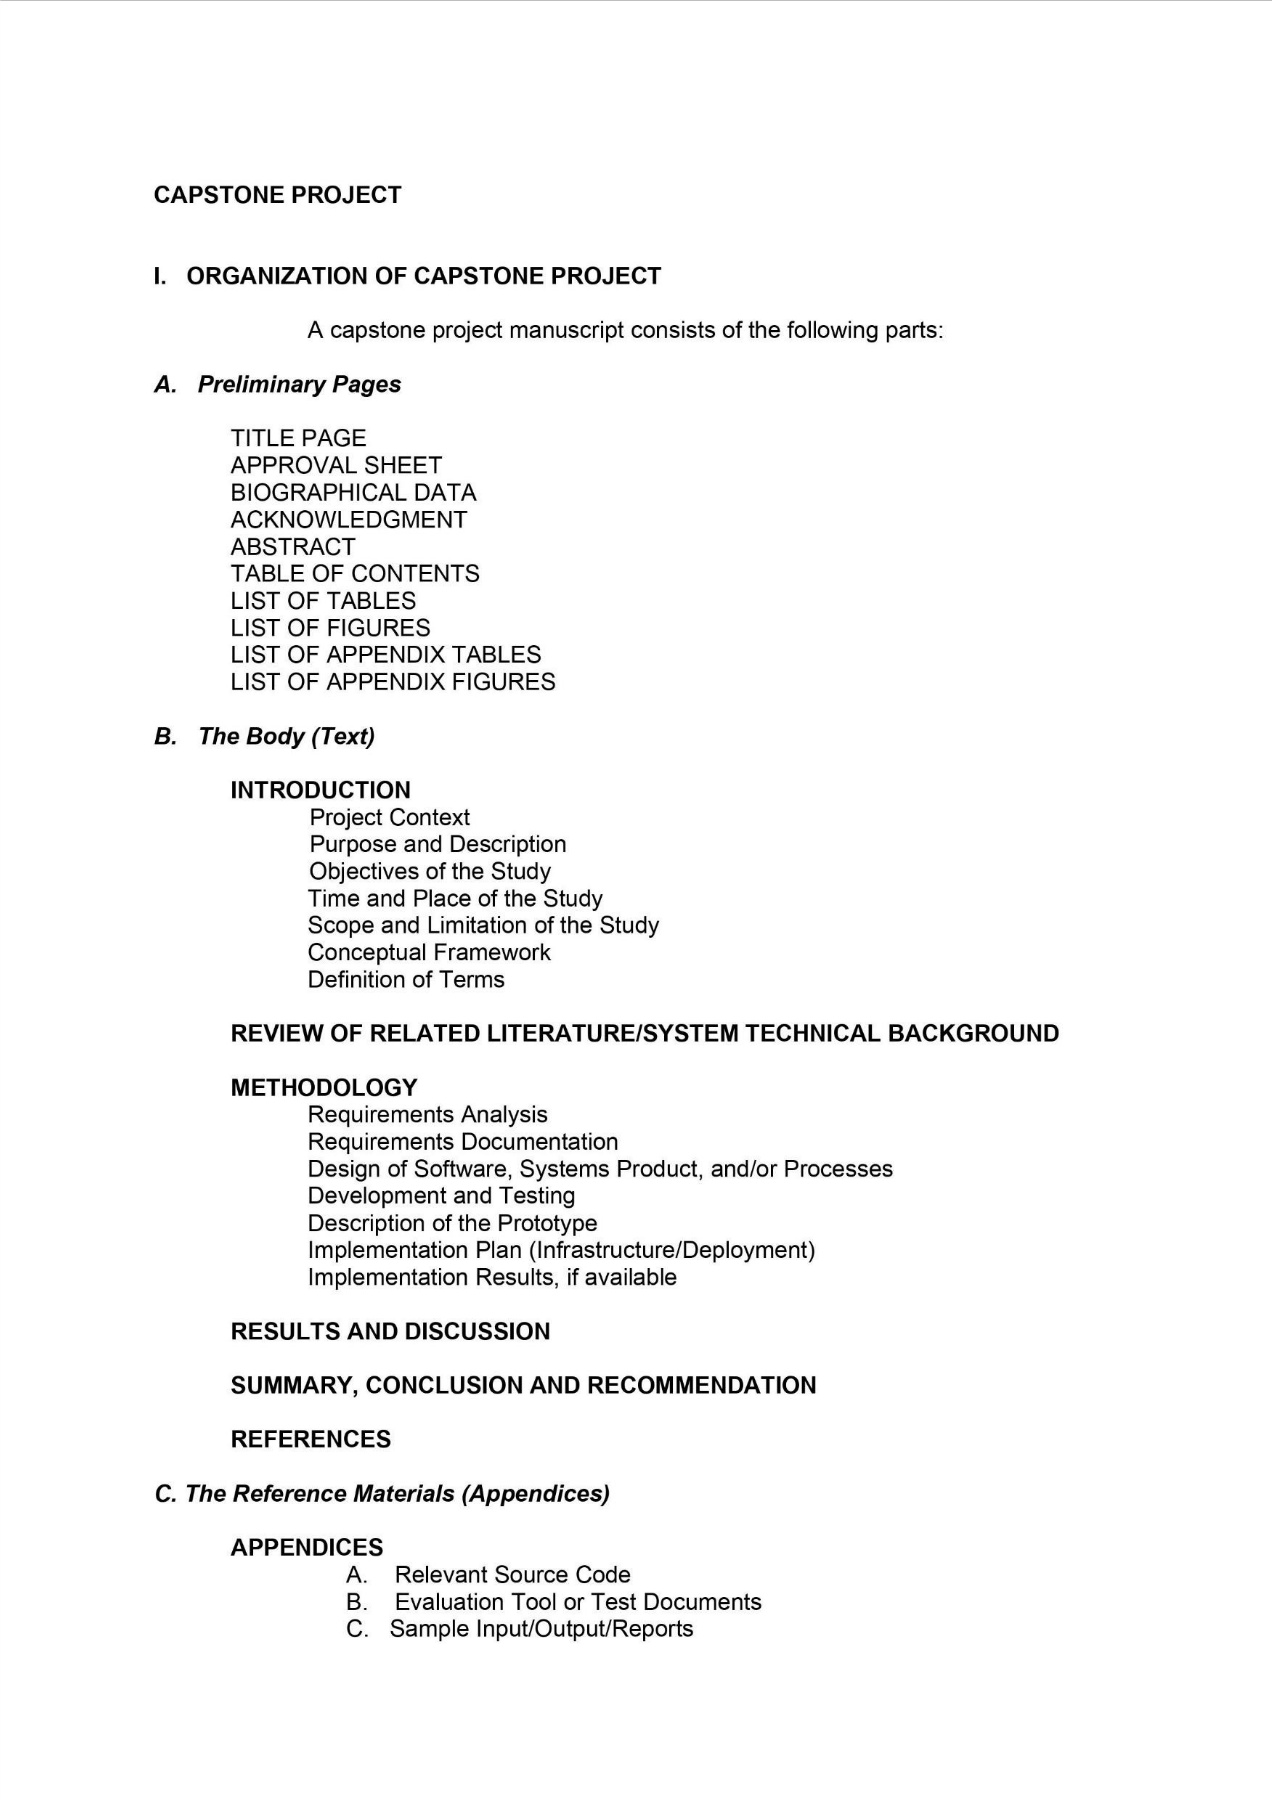 CAPSTONE PROJECT
I. ORGANIZATION OF CAPSTONE PROJECT
A capstone project manuscript consists of the following parts:
A. Preliminary Pages
TITLE PAGE
APPROVAL SHEET
BIOGRAPHICAL DATA
ACKNOWLEDGMENT
ABSTRACT
TABLE OF CONTENTS
LIST OF TABLES
LIST OF FIGURES
LIST OF APPENDIX TABLES
LIST OF APPENDIX FIGURES
B. The Body (Text)
INTRODUCTION
Project Context
Purpose and Description
Objectives of the Study
Time and Place of the Study
Scope and Limitation of the Study
Conceptual Framework
Definition of Terms
REVIEW OF RELATED LITERATURE/SYSTEM TECHNICAL BACKGROUND
METHODOLOGY
Requirements Analysis
Requirements Documentation
Design of Software, Systems Product, and/or Processes
Development and Testing
Description of the Prototype
Implementation Plan (Infrastructure/Deployment)
Implementation Results, if available
RESULTS AND DISCUSSION
SUMMARY, CONCLUSION AND RECOMMENDATION
REFERENCES
C. The Reference Materials (Appendices)
APPENDICES
A. Relevant Source Code
B. Evaluation Tool or Test Documents
C. Sample Input/Output/Reports